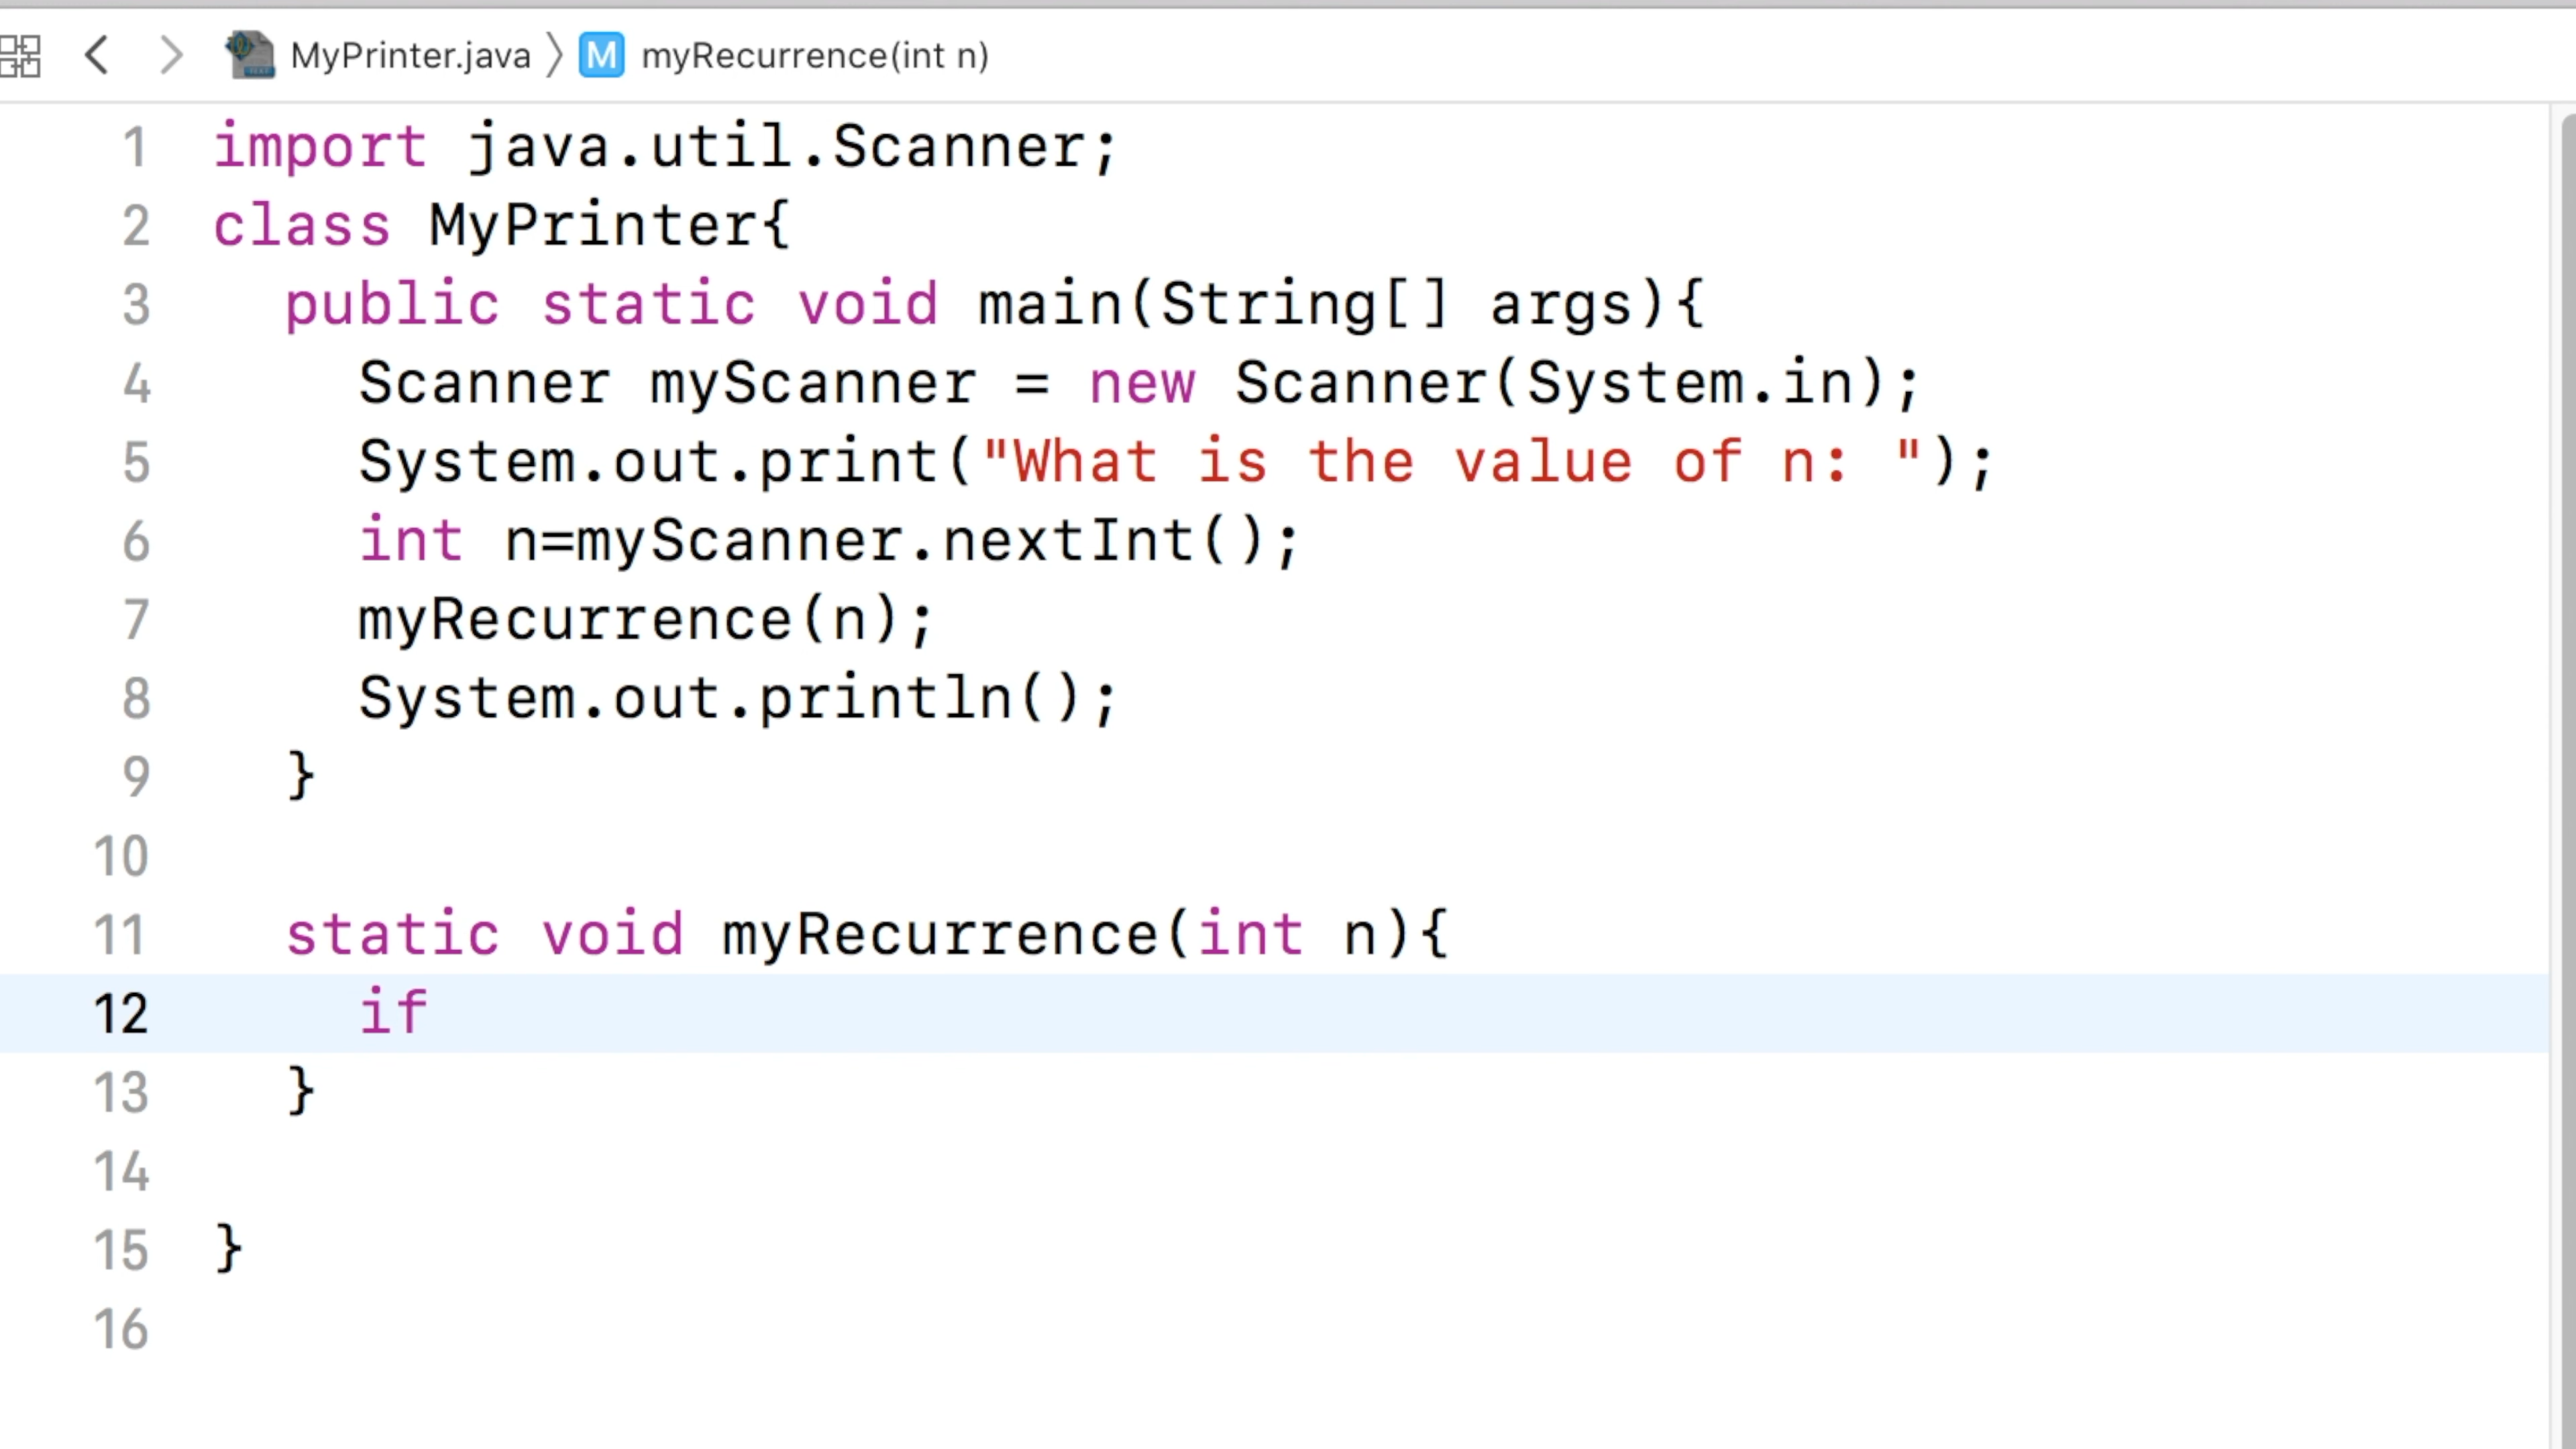 MyPrinter.java 〉 M myRecurrence(int n)
1 import java.util.Scanner;
2 class MyPrinter{
3 public static void main(String[] args){
4 Scanner myScanner = new Scanner(System.in);
5 System.out.print("What is the value of n: ");
6 int n=myScanner.nextInt();
7 myRecurrence(n);
8 System.out.println();
9 }
10
11 static void myRecurrence(int n){
12 if
13 }
14
15 }
16